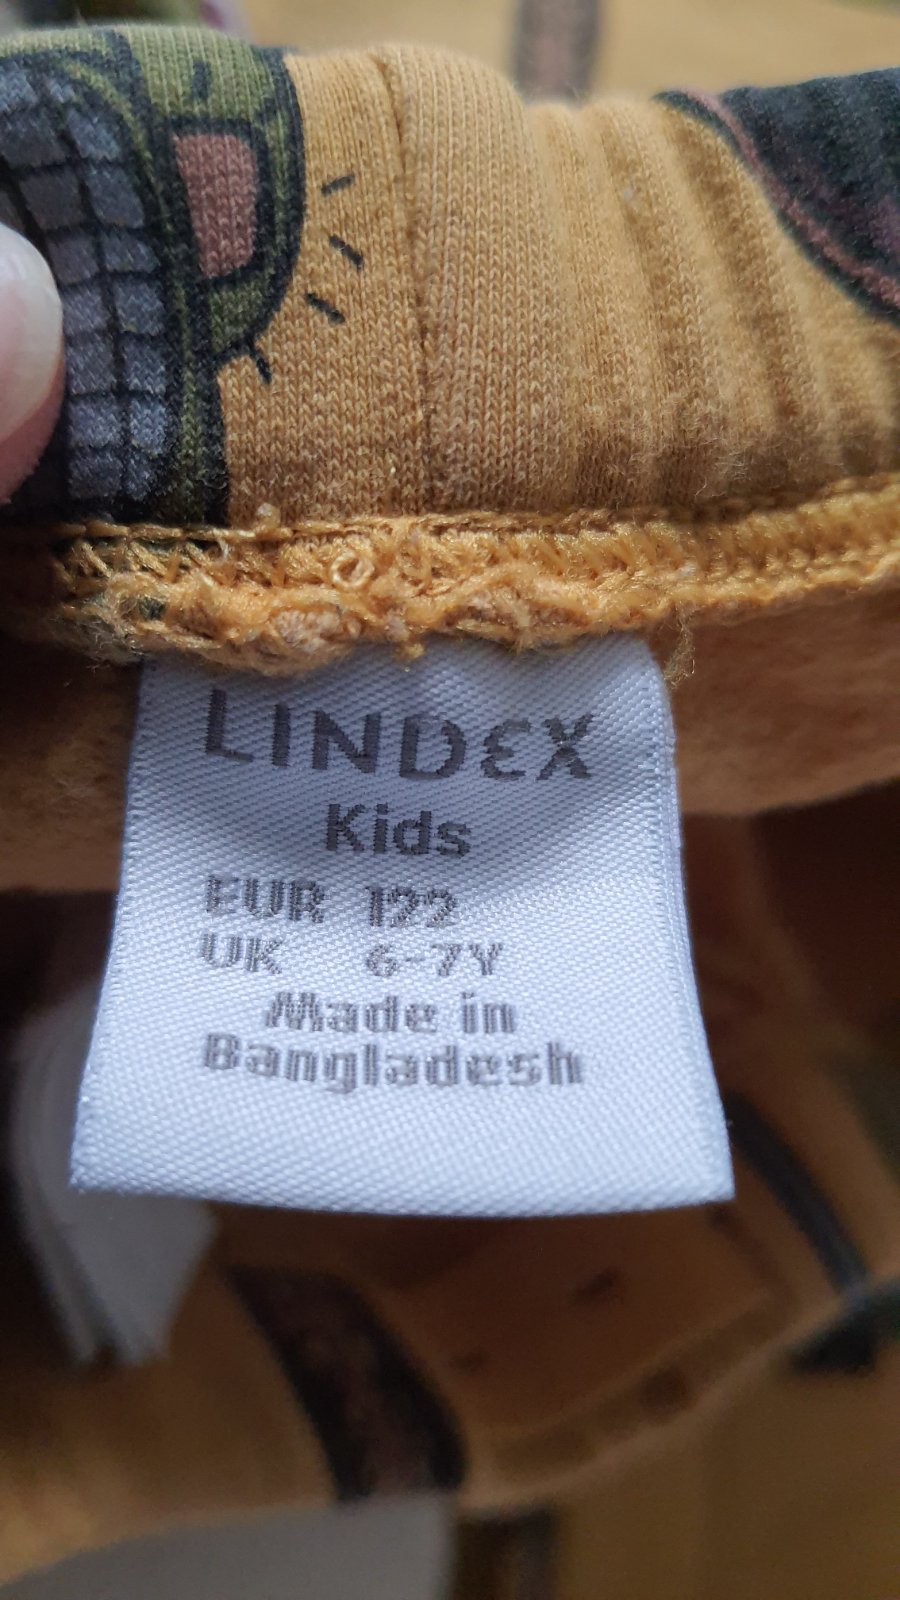 LINDEX
Kids
EUR 122
UK 6-7Y
Made in
Bangladesh